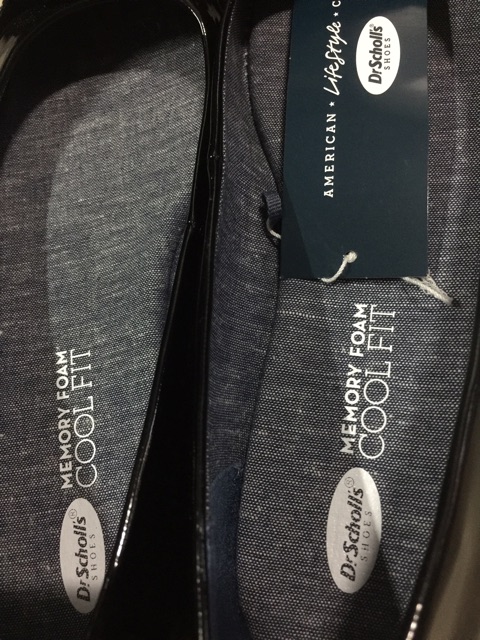 AMERICAN ★ LifeStyle ★ C
Dr.Scholl's
SHOES
MEMORY FOAM®
COOL FIT
Dr.Scholl's®
SHOES
MEMORY FOAM
COOL FIT
Dr.Scholl's®
SHOES